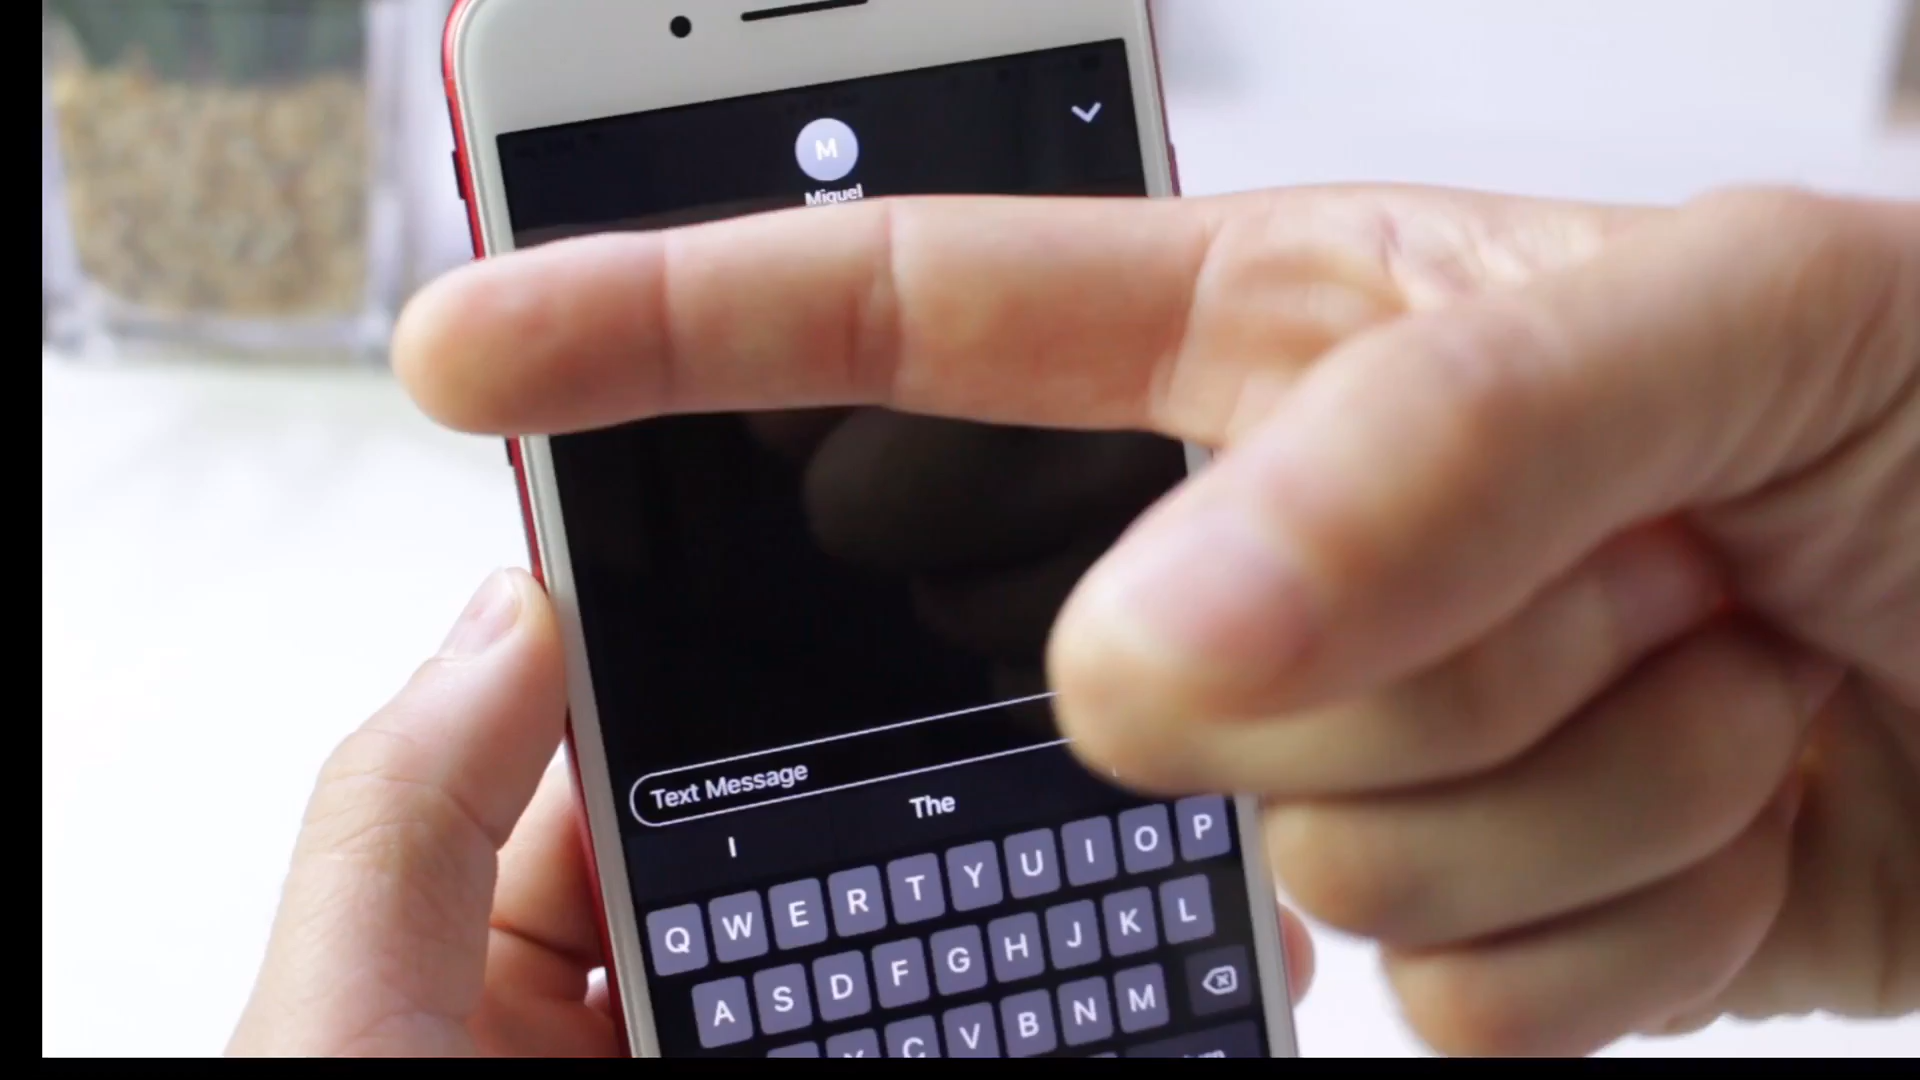 M
Miguel
Text Message
I
The
Q W E R T Y U I O P
A S D F G H J K L
C V B N M